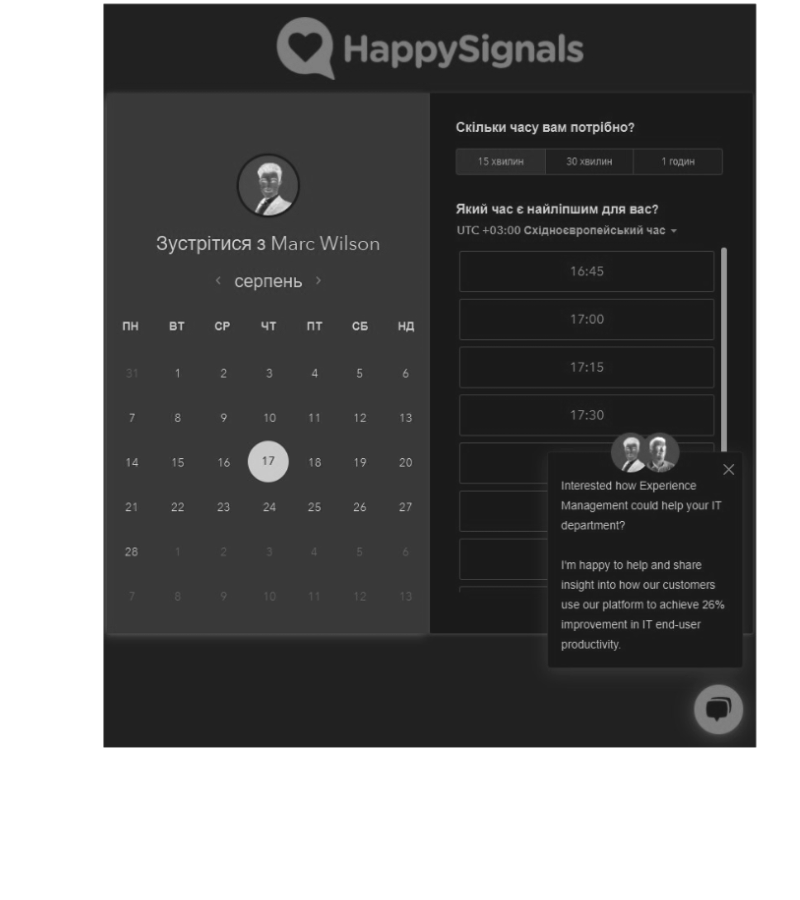 HappySignals
Зустрітися з Marc Wilson
серпень
ПН ВТ СР ЧТ ПТ СБ НД
31 1 2 3 4 5 6
7 8 9 10 11 12 13
14 15 16 17 18 19 20
21 22 23 24 25 26 27
28 1 2 3 4 5 6
7 8 9 10 11 12 13
Скільки часу вам потрібно?
15 хвилин 30 хвилин 1 годин
Який час є найліпшим для вас?
UTC +03:00 Східноєвропейський час
16:45
17:00
17:15
17:30
Interested how Experience
Management could help your IT
department?
I'm happy to help and share
insight into how our customers
use our platform to achieve 26%
improvement in IT end-user
productivity.